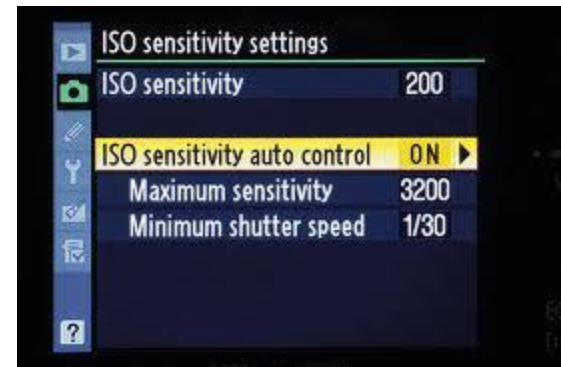 ISO sensitivity settings
ISO sensitivity 200
ISO sensitivity auto control ON
Maximum sensitivity 3200
Minimum shutter speed 1/30
?